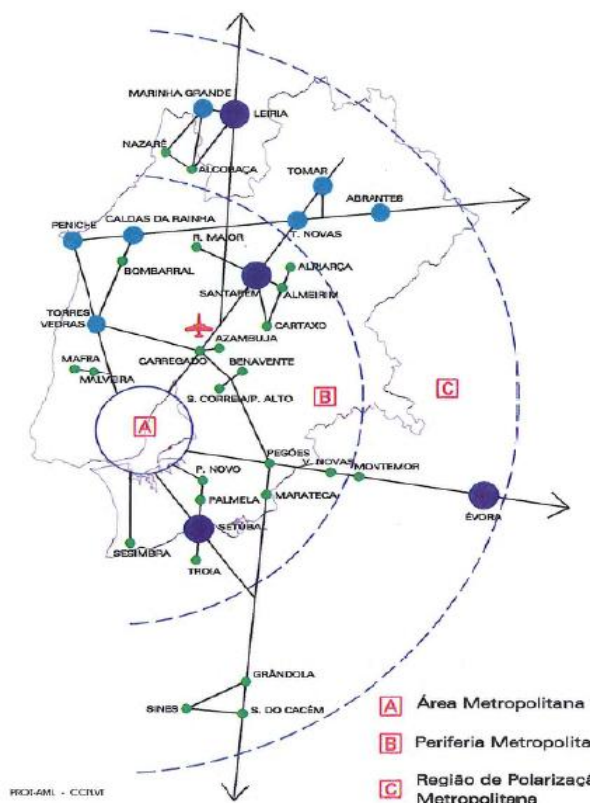 MARINHA GRANDE
LEIRIA
NAZARÉ
ALCOBAÇA
TOMAR
ABRANTES
PENICHE
CALDAS DA RAINHA
T. NOVAS
R. MAIOR
ALPIARÇA
BOMBARRAL
SANTARÉM
ALMEIRIM
TORRES
VEDRAS
CARTAXO
AZAMBUJA
CARREGADO
BENAVENTE
MAFRA
MALVEIRA
S. CORREIA/P. ALTO
B
C
A
PEGÕES
V. NOVAS
MONTEMOR
P. NOVO
PALMELA
MARATECA
ÉVORA
SETÚBAL
SESIMBRA
TROIA
GRÂNDOLA
SINES
S. DO CACÉM
A Área Metropolitana
B Periferia Metropolita
C Região de Polarizaçã
Metropolitana
PROT-AML - CCRLVT